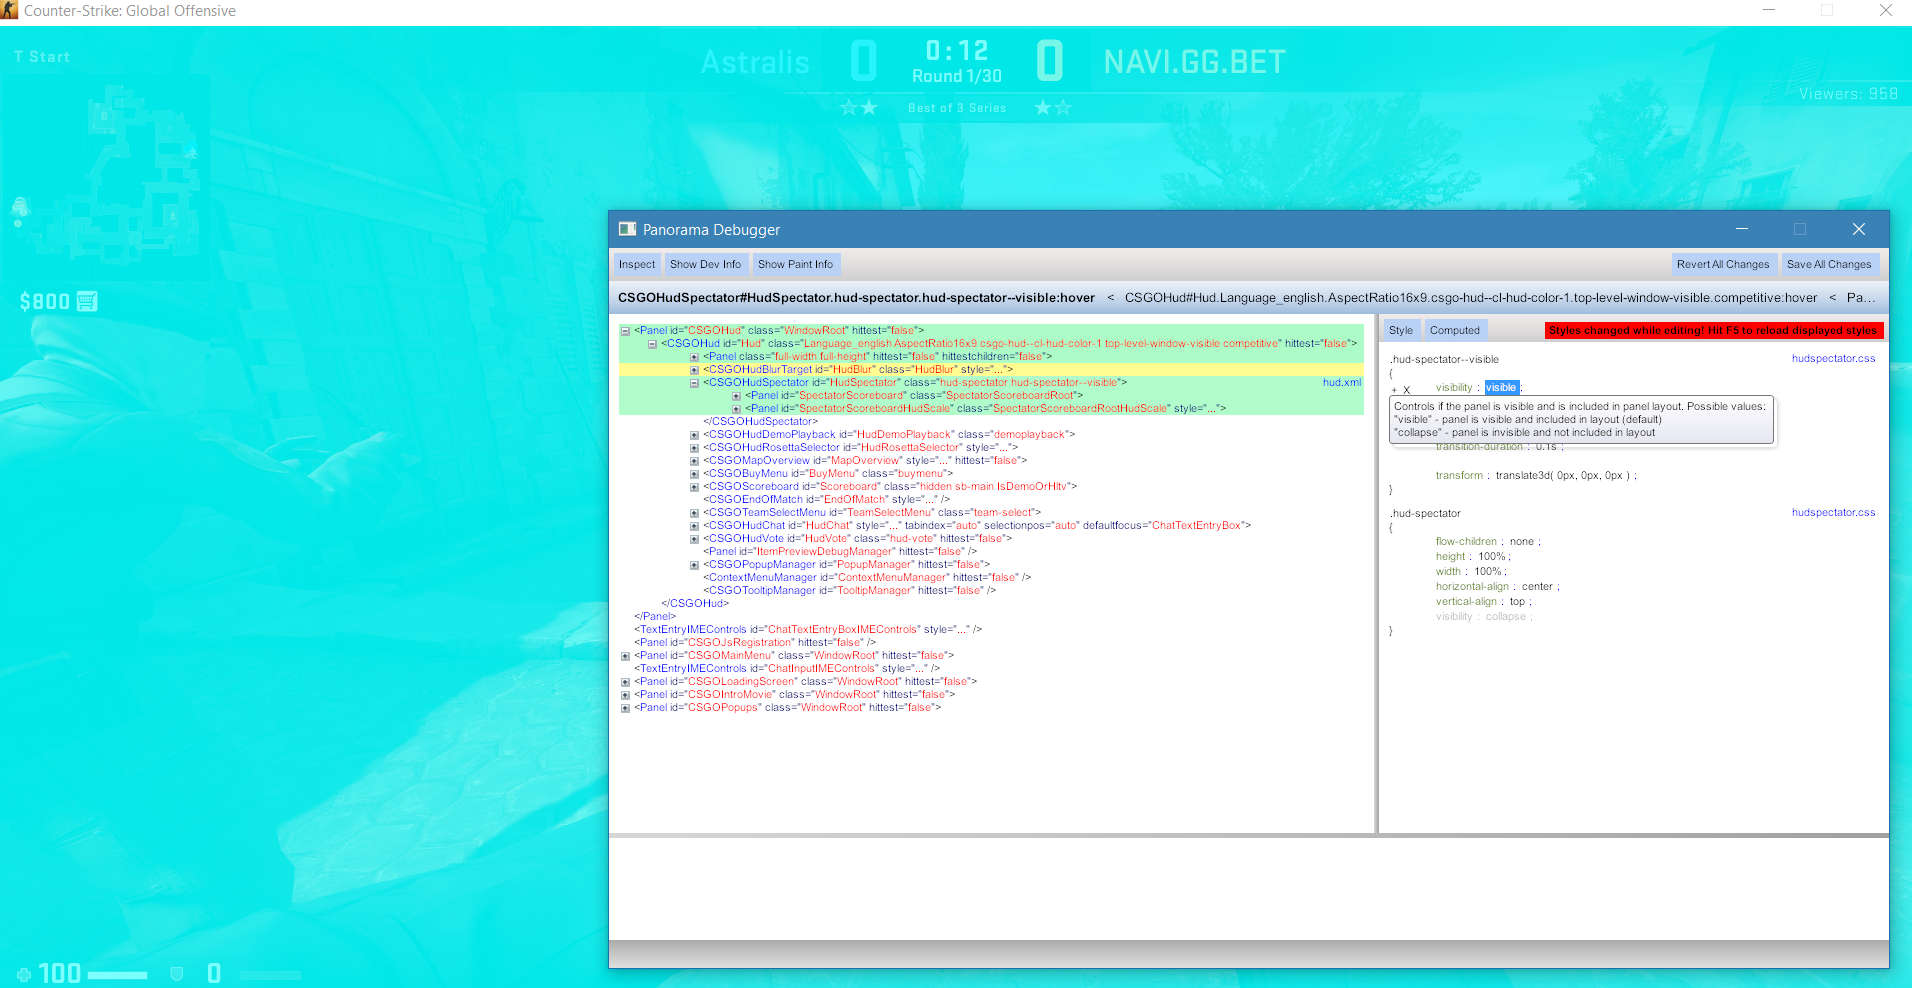 Counter-Strike: Global Offensive
T Start
Astralis 0 0:12 0 NAVI.GG.BET
Round 1/30
Best of 3 Series
Viewers: 958
$800
Panorama Debugger
Inspect Show Dev Info Show Paint Info Revert All Changes Save All Changes
CSGOHudSpectator#HudSpectator.hud-spectator.hud-spectator--visible:hover < CSGOHud#Hud.Language_english.AspectRatio16x9.csgo-hud--cl-hud-color-1.top-level-window-visible.competitive:hover < Pa...
<Panel id="CSGOHud" class="WindowRoot" hittest="false">
<CSGOHud id="Hud" class="Language_english AspectRatio16x9 csgo-hud--cl-hud-color-1 top-level-window-visible competitive" hittest="false">
<Panel class="full-width full-height" hittest="false" hittestchildren="false">
<CSGOHudBlurTarget id="HudBlur" class="HudBlur" style="...">
<CSGOHudSpectator id="HudSpectator" class="hud-spectator hud-spectator--visible"> hud.xml
<Panel id="SpectatorScoreboard" class="SpectatorScoreboardRoot">
<Panel id="SpectatorScoreboardHudScale" class="SpectatorScoreboardRootHudScale" style="...">
</CSGOHudSpectator>
<CSGOHudDemoPlayback id="HudDemoPlayback" class="demoplayback">
<CSGOHudRosettaSelector id="HudRosettaSelector" style="...">
<CSGOMapOverview id="MapOverview" style="..." hittest="false">
<CSGOBuyMenu id="BuyMenu" class="buymenu">
<CSGOScoreboard id="Scoreboard" class="hidden sb-main IsDemoOrHltv">
<CSGOEndOfMatch id="EndOfMatch" style="..." />
<CSGOTeamSelectMenu id="TeamSelectMenu" class="team-select">
<CSGOHudChat id="HudChat" style="..." tabindex="auto" selectionpos="auto" defaultfocus="ChatTextEntryBox">
<CSGOHudVote id="HudVote" class="hud-vote" hittest="false">
<Panel id="ItemPreviewDebugManager" hittest="false" />
<CSGOPopupManager id="PopupManager" hittest="false">
<ContextMenuManager id="ContextMenuManager" hittest="false" />
<CSGOTooltipManager id="TooltipManager" hittest="false" />
</CSGOHud>
</Panel>
<TextEntryIMEControls id="ChatTextEntryBoxIMEControls" style="..." />
<Panel id="CSGOJsRegistration" hittest="false" />
<Panel id="CSGOMainMenu" class="WindowRoot" hittest="false">
<TextEntryIMEControls id="ChatInputIMEControls" style="..." />
<Panel id="CSGOLoadingScreen" class="WindowRoot" hittest="false">
<Panel id="CSGOIntroMovie" class="WindowRoot" hittest="false">
<Panel id="CSGOPopups" class="WindowRoot" hittest="false">
Style Computed Styles changed while editing! Hit F5 to reload displayed styles.
.hud-spectator--visible hudspectator.css
{
+ X visibility : visible ;
Controls if the panel is visible and is included in panel layout. Possible values:
"visible" - panel is visible and included in layout (default)
"collapse" - panel is invisible and not included in layout
transition-duration : 0.1s ;
transform : translate3d( 0px, 0px, 0px ) ;
}
.hud-spectator hudspectator.css
{
flow-children : none ;
height : 100% ;
width : 100% ;
horizontal-align : center ;
vertical-align : top ;
visibility : collapse ;
}
100 0